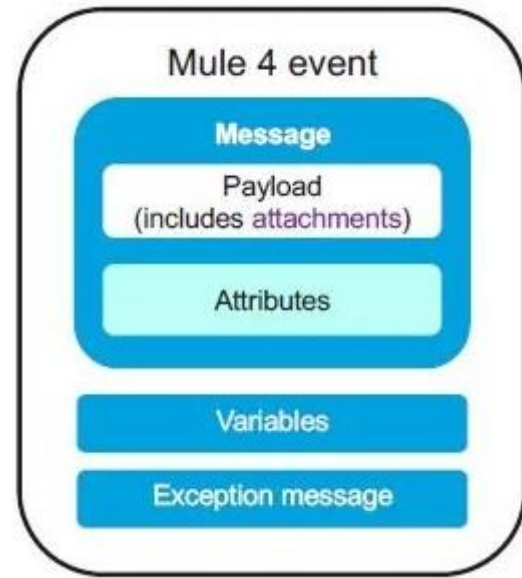 Mule 4 event
Message
Payload
(includes attachments)
Attributes
Variables
Exception message